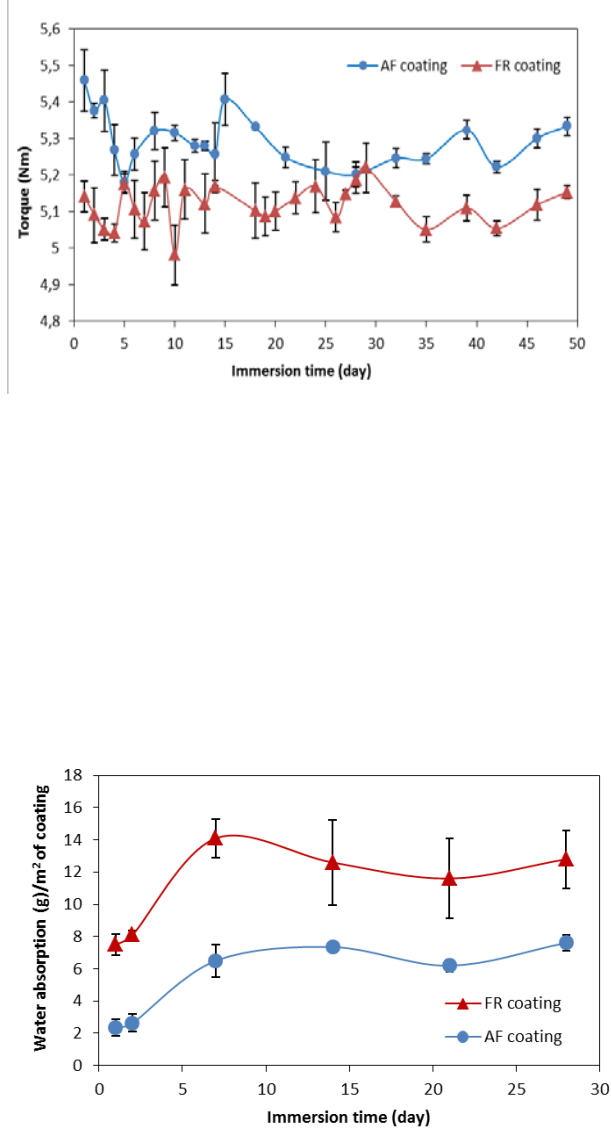 5,6
5,5
5,4
5,3
5,2
5,1
5
4,9
4,8
Torque (Nm)
AF coating
FR coating
0 5 10 15 20 25 30 35 40 45 50
Immersion time (day)
18
16
14
12
10
8
6
4
2
0
Water absorption (g)/m² of coating
FR coating
AF coating
0 5 10 15 20 25 30
Immersion time (day)